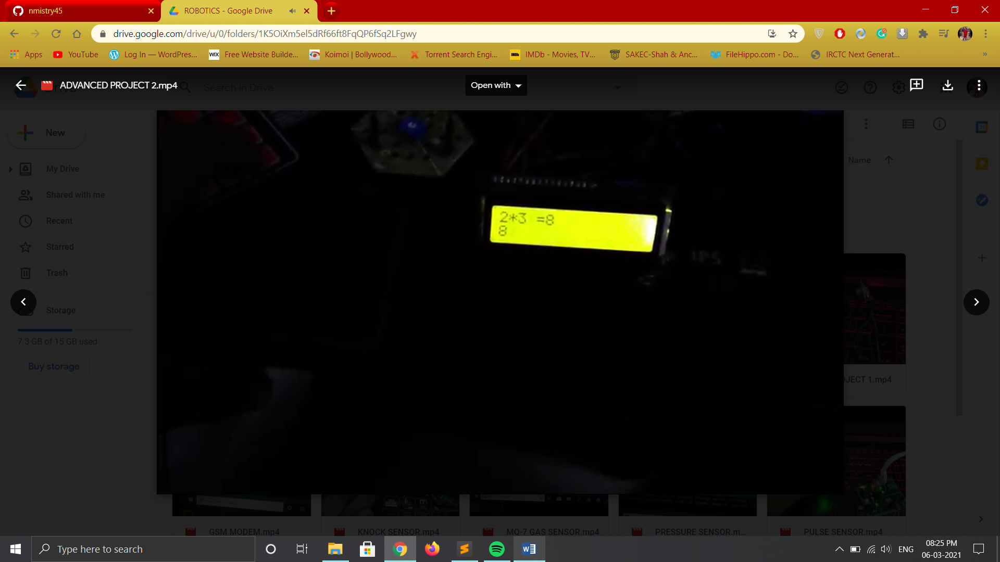 nmistry45
ROBOTICS - Google Drive
drive.google.com/drive/u/0/folders/1K5OiXm5el5dRf66ft8FqQP6fSq2LFgwy
Apps YouTube Log In — WordPres... Free Website Builde... Koimoi | Bollywood... Torrent Search Engi... IMDb - Movies, TV... SAKEC-Shah & Anc... FileHippo.com - Do... IRCTC Next Generat...
ADVANCED PROJECT 2.mp4
Search in Drive
Open with
New
Name
My Drive
Shared with me
Recent
Starred
Trash
Storage
7.3 GB of 15 GB used
Buy storage
2*3 =8
8
JECT 1.mp4
GSM MODEM.mp4 KNOCK SENSOR.mp4 MQ-7 GAS SENSOR.mp4 PRESSURE SENSOR.m... PULSE SENSOR.mp4
Type here to search
ENG
08:25 PM
06-03-2021